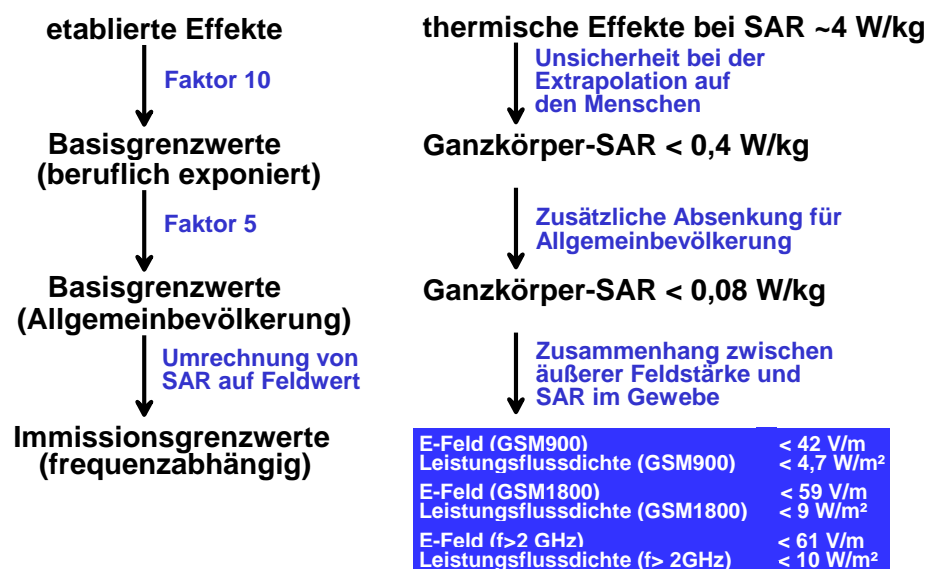 etablierte Effekte
Faktor 10
Basisgrenzwerte
(beruflich exponiert)
Faktor 5
Basisgrenzwerte
(Allgemeinbevölkerung)
Umrechnung von
SAR auf Feldwert
Immissionsgrenzwerte
(frequenzabhängig)
thermische Effekte bei SAR ~4 W/kg
Unsicherheit bei der
Extrapolation auf
den Menschen
Ganzkörper-SAR < 0,4 W/kg
Zusätzliche Absenkung für
Allgemeinbevölkerung
Ganzkörper-SAR < 0,08 W/kg
Zusammenhang zwischen
äußerer Feldstärke und
SAR im Gewebe
E-Feld (GSM900) < 42 V/m
Leistungsflussdichte (GSM900) < 4,7 W/m²
E-Feld (GSM1800) < 59 V/m
Leistungsflussdichte (GSM1800) < 9 W/m²
E-Feld (f>2 GHz) < 61 V/m
Leistungsflussdichte (f> 2GHz) < 10 W/m²